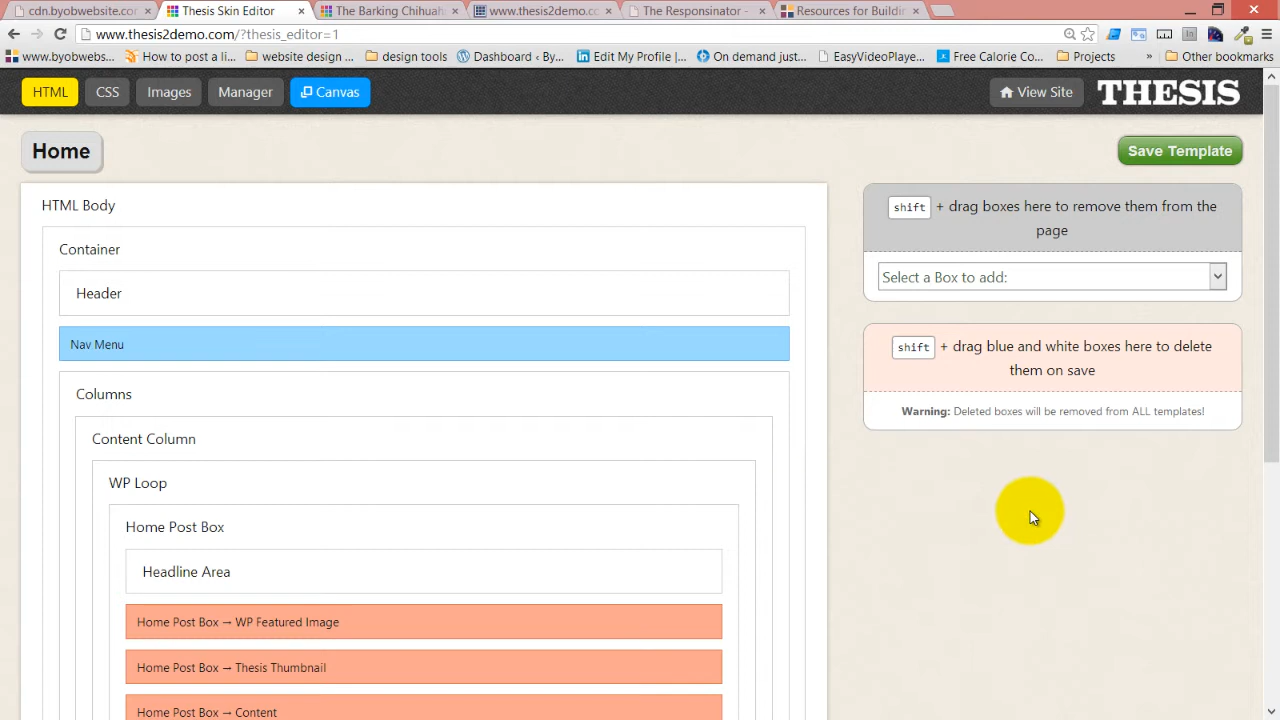 cdn.byobwebsite.co
Thesis Skin Editor
The Barking Chihuah
www.thesis2demo.co
The Responsinator -
Resources for Buildin
www.thesis2demo.com/?thesis_editor=1
www.byobwebs... How to post a li... website design ... design tools Dashboard ‹ By... Edit My Profile |... On demand just... EasyVideoPlaye... Free Calorie Co... Projects » Other bookmarks
HTML CSS Images Manager Canvas View Site THESIS
Home Save Template
HTML Body
Container
Header
Nav Menu
Columns
Content Column
WP Loop
Home Post Box
Headline Area
Home Post Box → WP Featured Image
Home Post Box → Thesis Thumbnail
Home Post Box → Content
shift + drag boxes here to remove them from the
page
Select a Box to add:
shift + drag blue and white boxes here to delete
them on save
Warning: Deleted boxes will be removed from ALL templates!